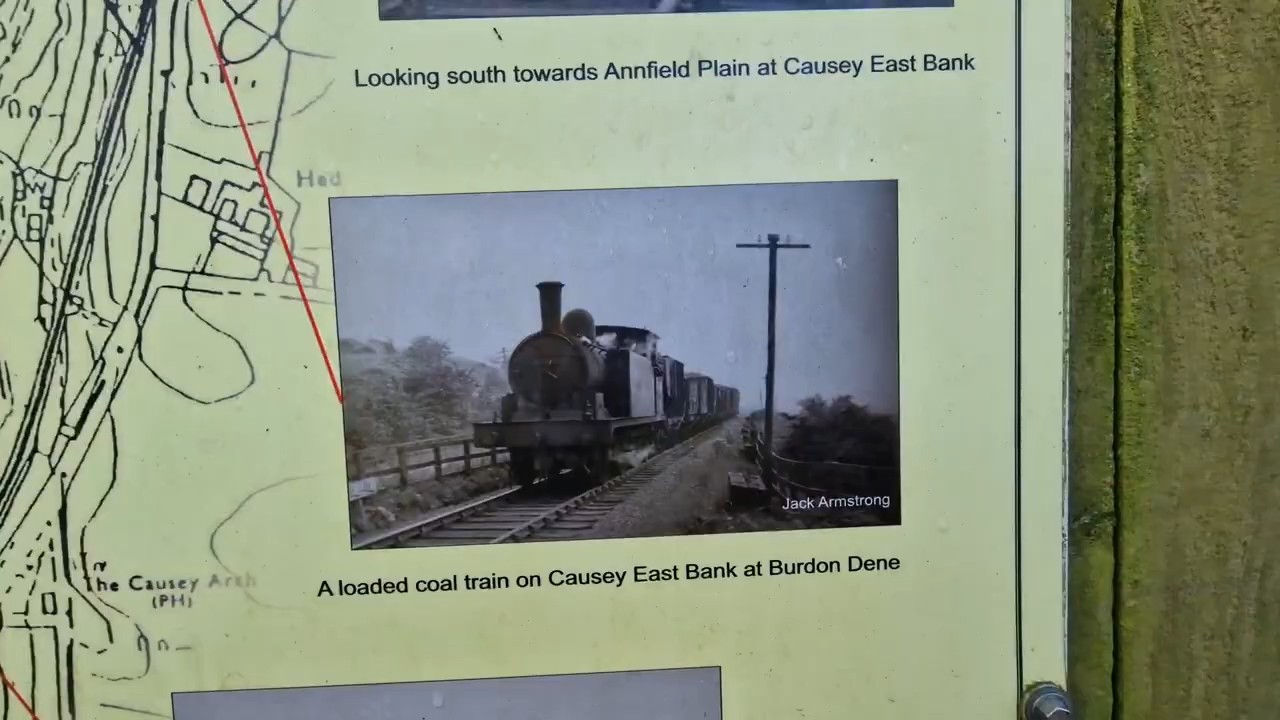 Looking south towards Annfield Plain at Causey East Bank
Hed
Jack Armstrong
A loaded coal train on Causey East Bank at Burdon Dene
The Causey Arch
(PH)